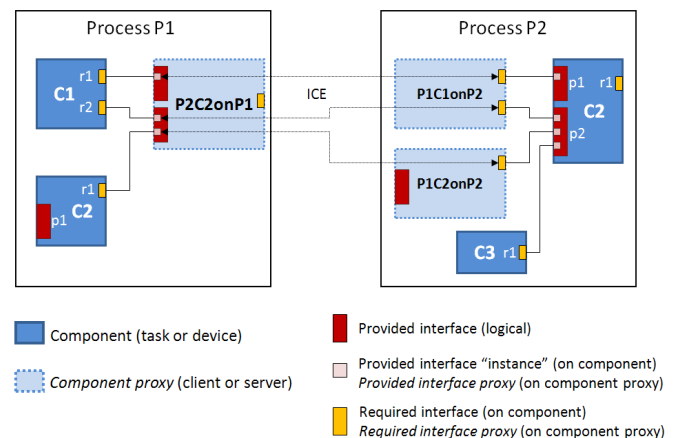 Process P1
Process P2
r1
C1
r2
P2C2onP1
ICE
P1C1onP2
p1
r1
C2
p2
r1
C2
p1
P1C2onP2
C3
r1
Component (task or device)
Component proxy (client or server)
Provided interface (logical)
Provided interface “instance” (on component)
Provided interface proxy (on component proxy)
Required interface (on component)
Required interface proxy (on component proxy)